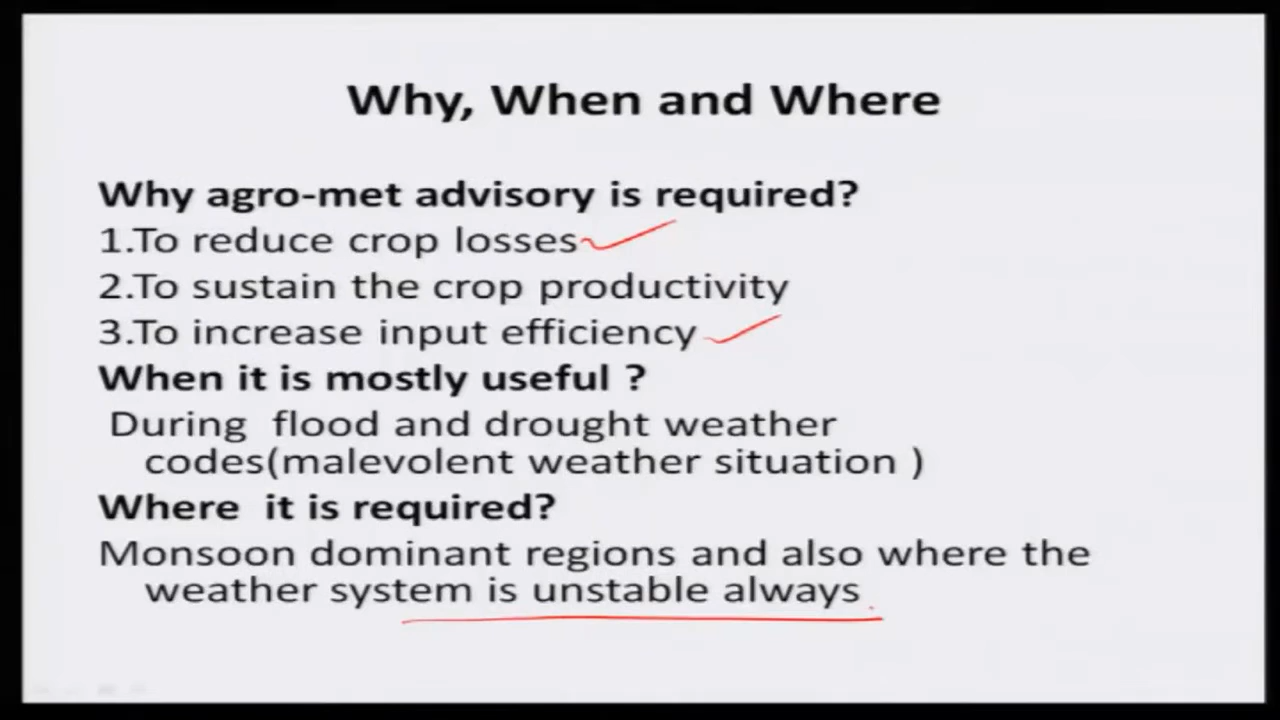 Why, When and Where
Why agro-met advisory is required?
1.To reduce crop losses
2.To sustain the crop productivity
3.To increase input efficiency
When it is mostly useful ?
During flood and drought weather
codes(malevolent weather situation )
Where it is required?
Monsoon dominant regions and also where the
weather system is unstable always